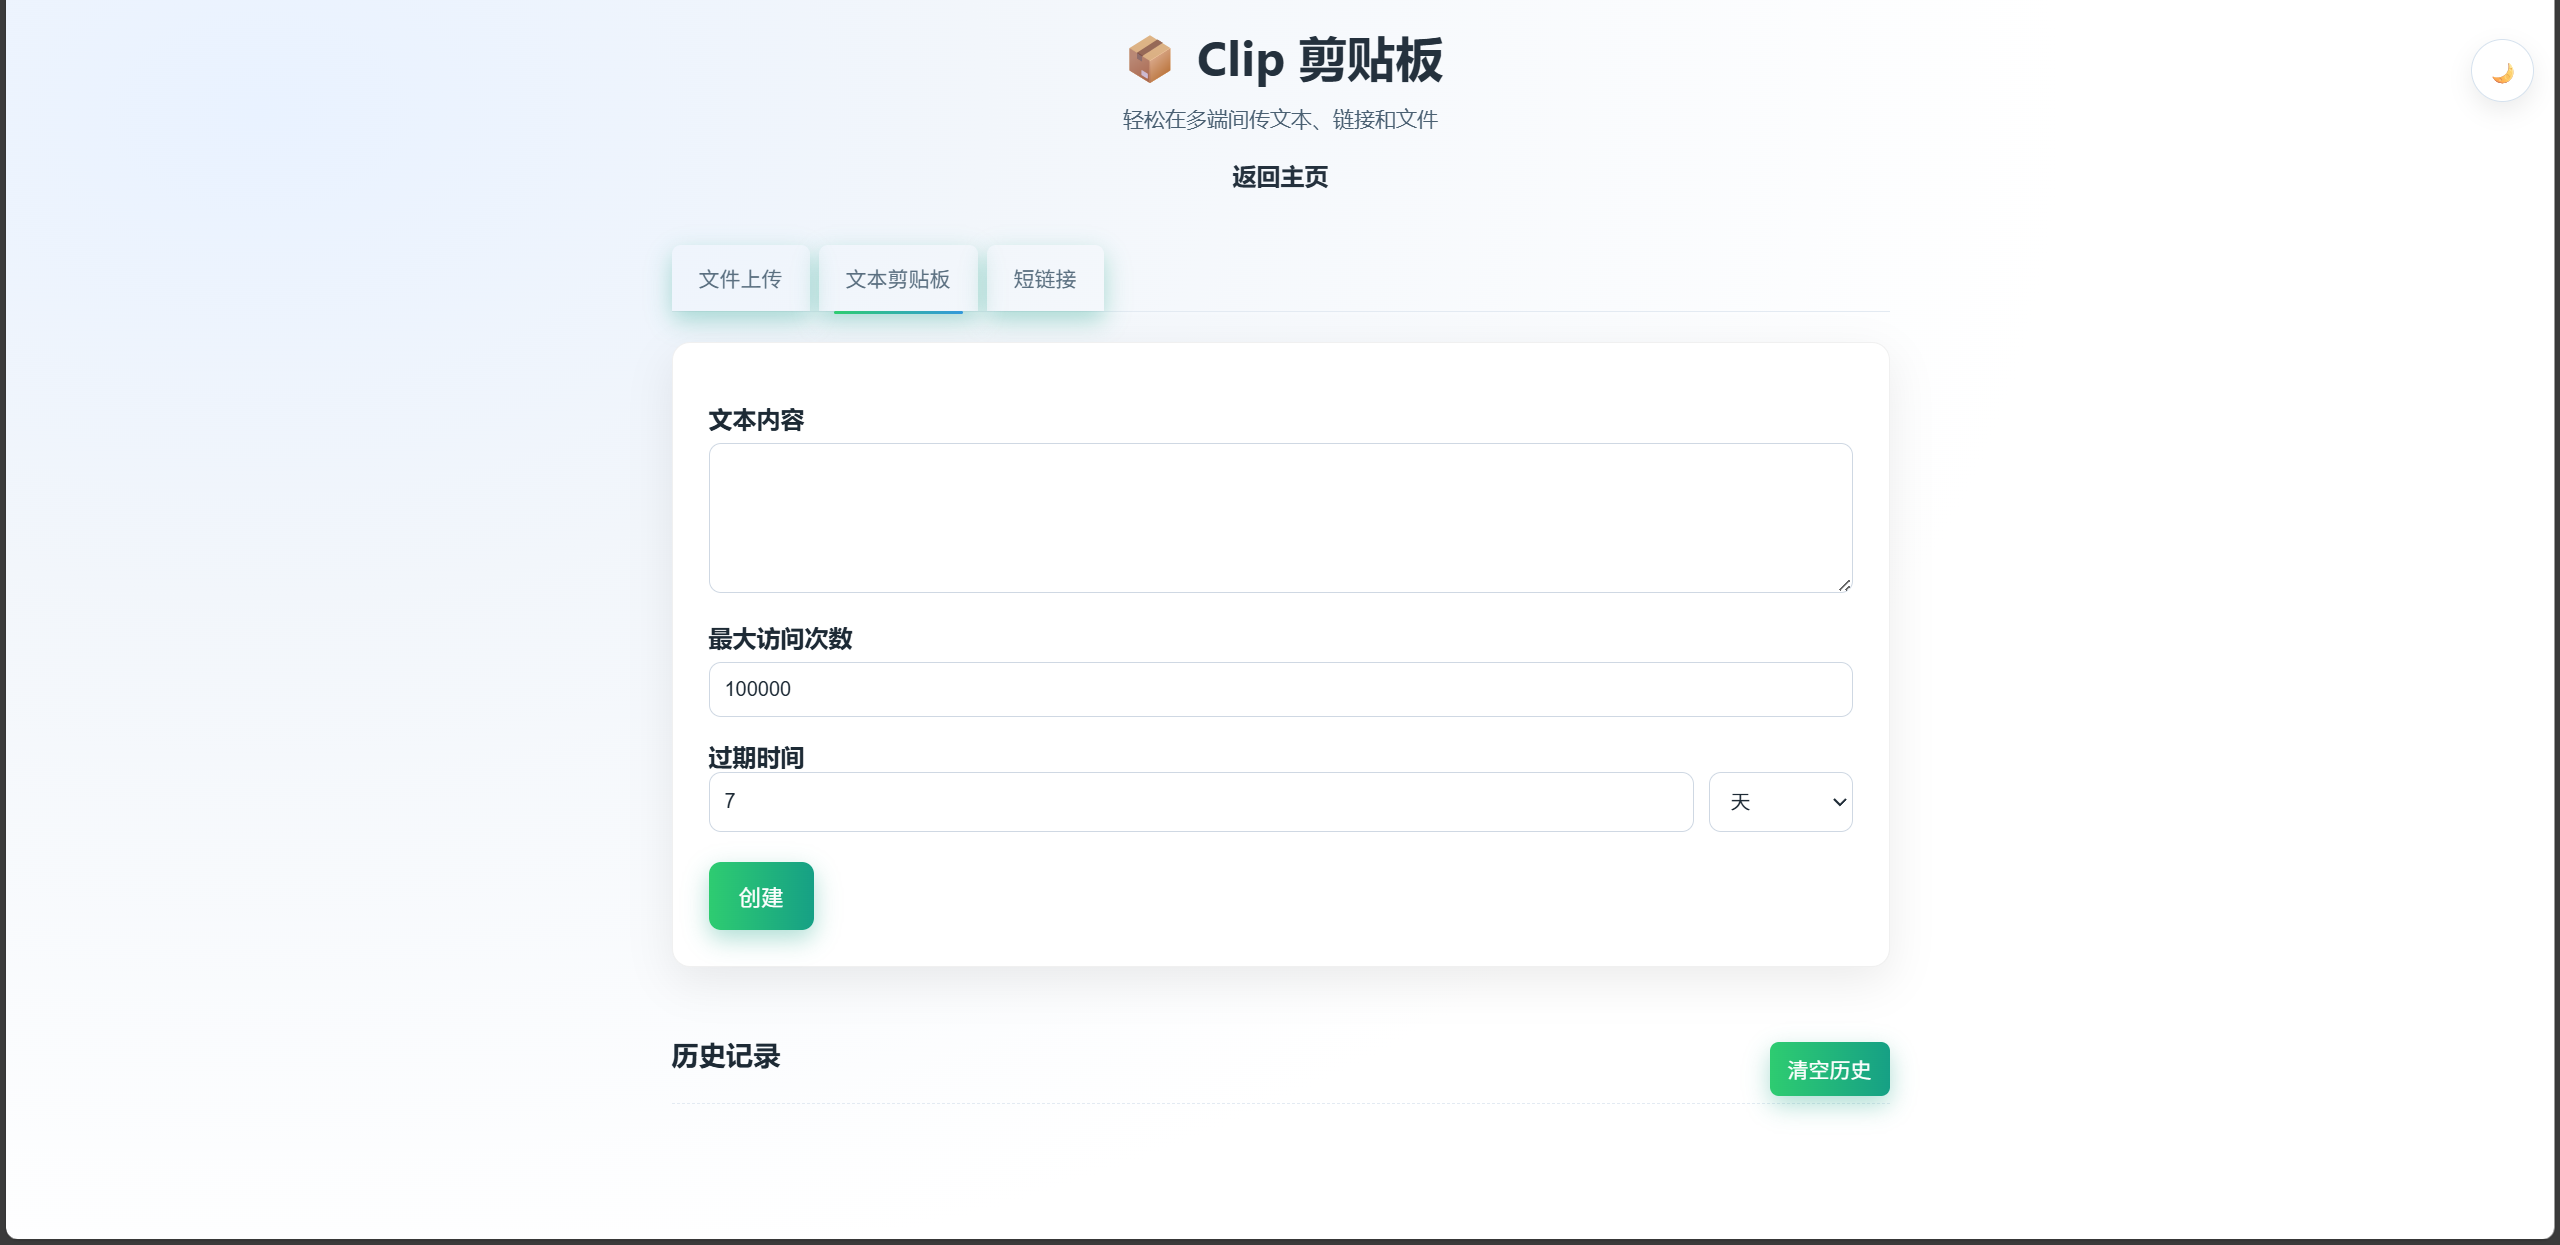 📦 Clip 剪贴板
轻松在多端间传文本、链接和文件
返回主页
文件上传 文本剪贴板 短链接
文本内容
最大访问次数
100000
过期时间
7 天
创建
历史记录 清空历史